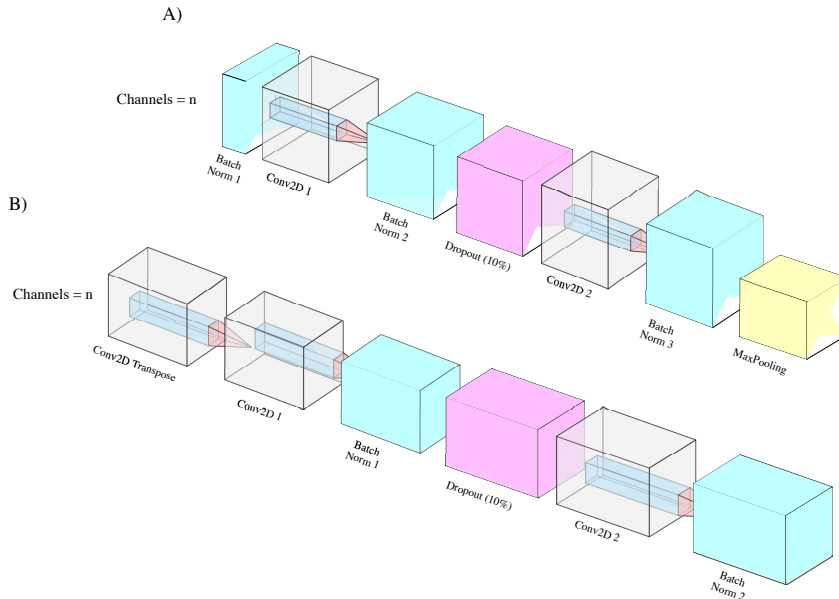 A)
Channels = n
Batch
Norm 1
Conv2D 1
Batch
Norm 2
Dropout (10%)
Conv2D 2
Batch
Norm 3
MaxPooling
B)
Channels = n
Conv2D Transpose
Conv2D 1
Batch
Norm 1
Dropout (10%)
Conv2D 2
Batch
Norm 2